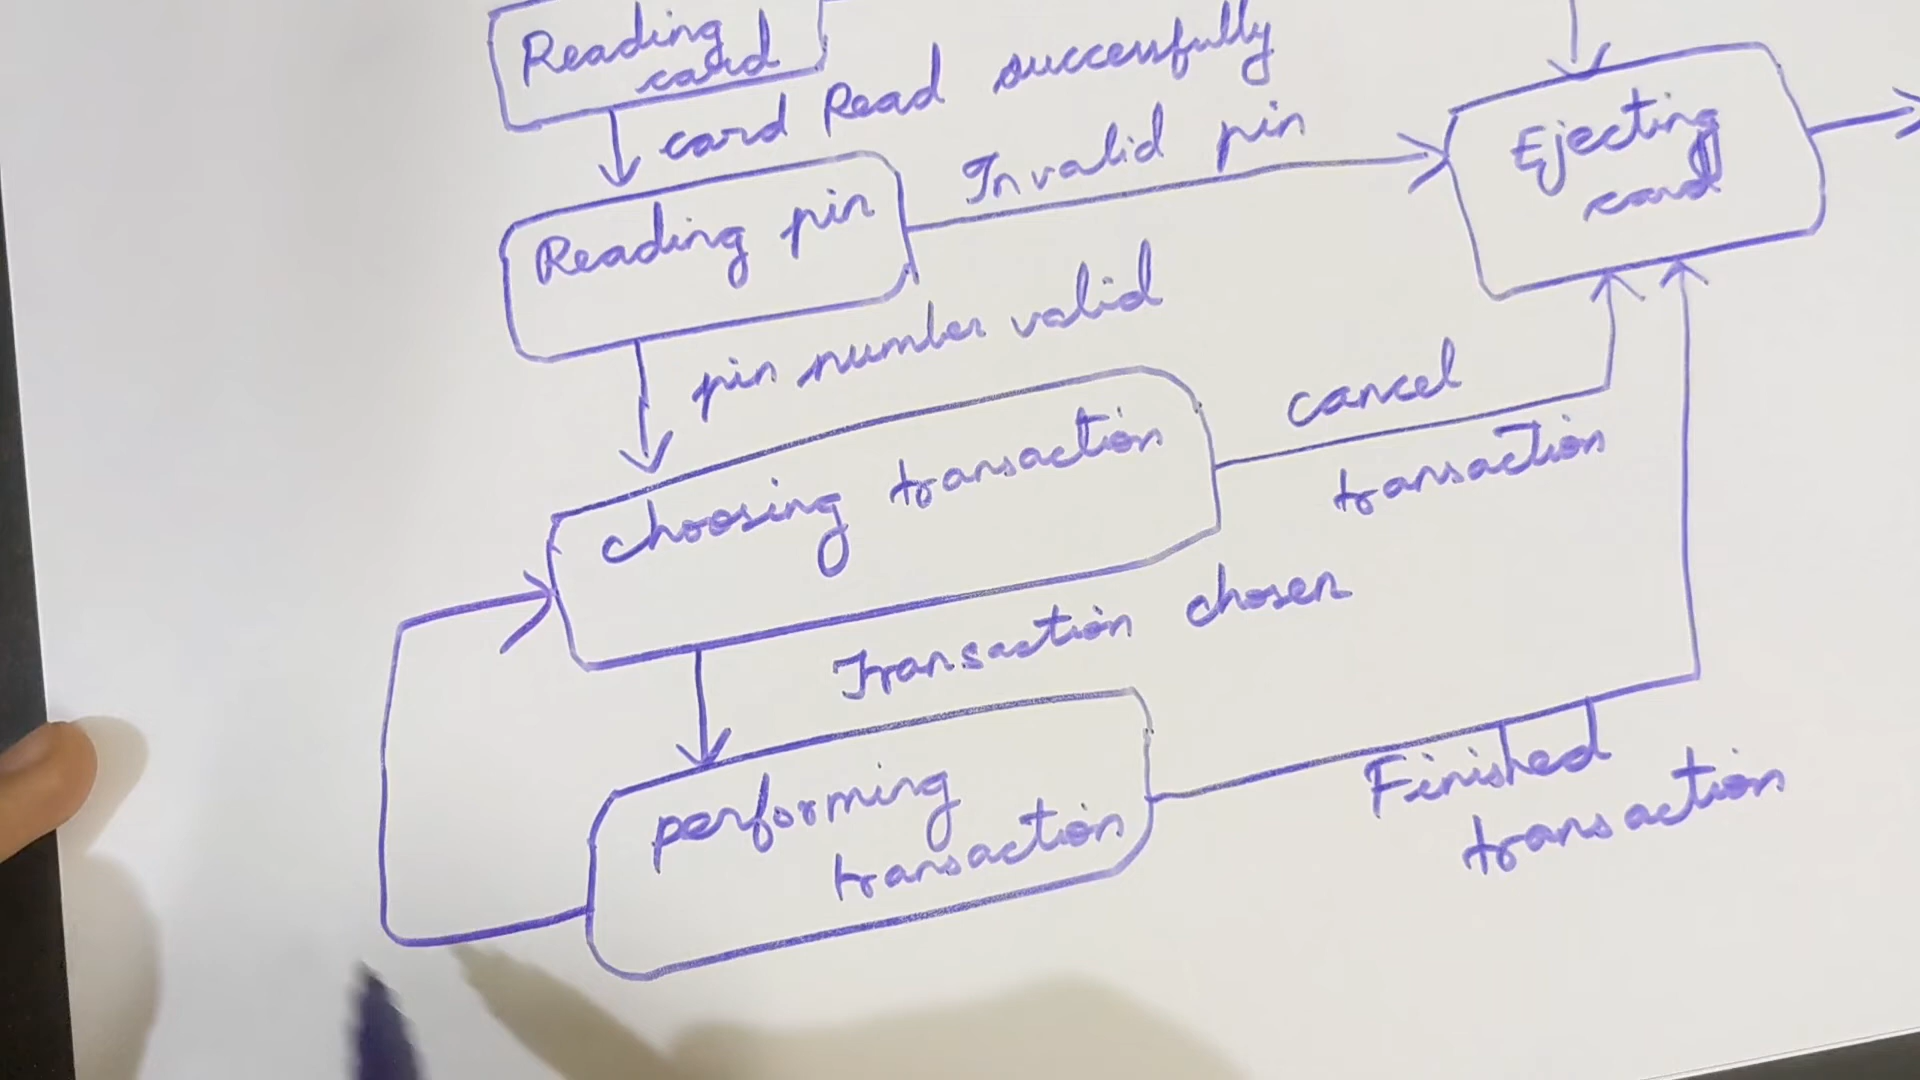 Reading
card
card Read successfully
Invalid pin
Ejecting
card
Reading pin
pin number valid
cancel
transaction
choosing transaction
Transaction chosen
performing
transaction
Finished
transaction